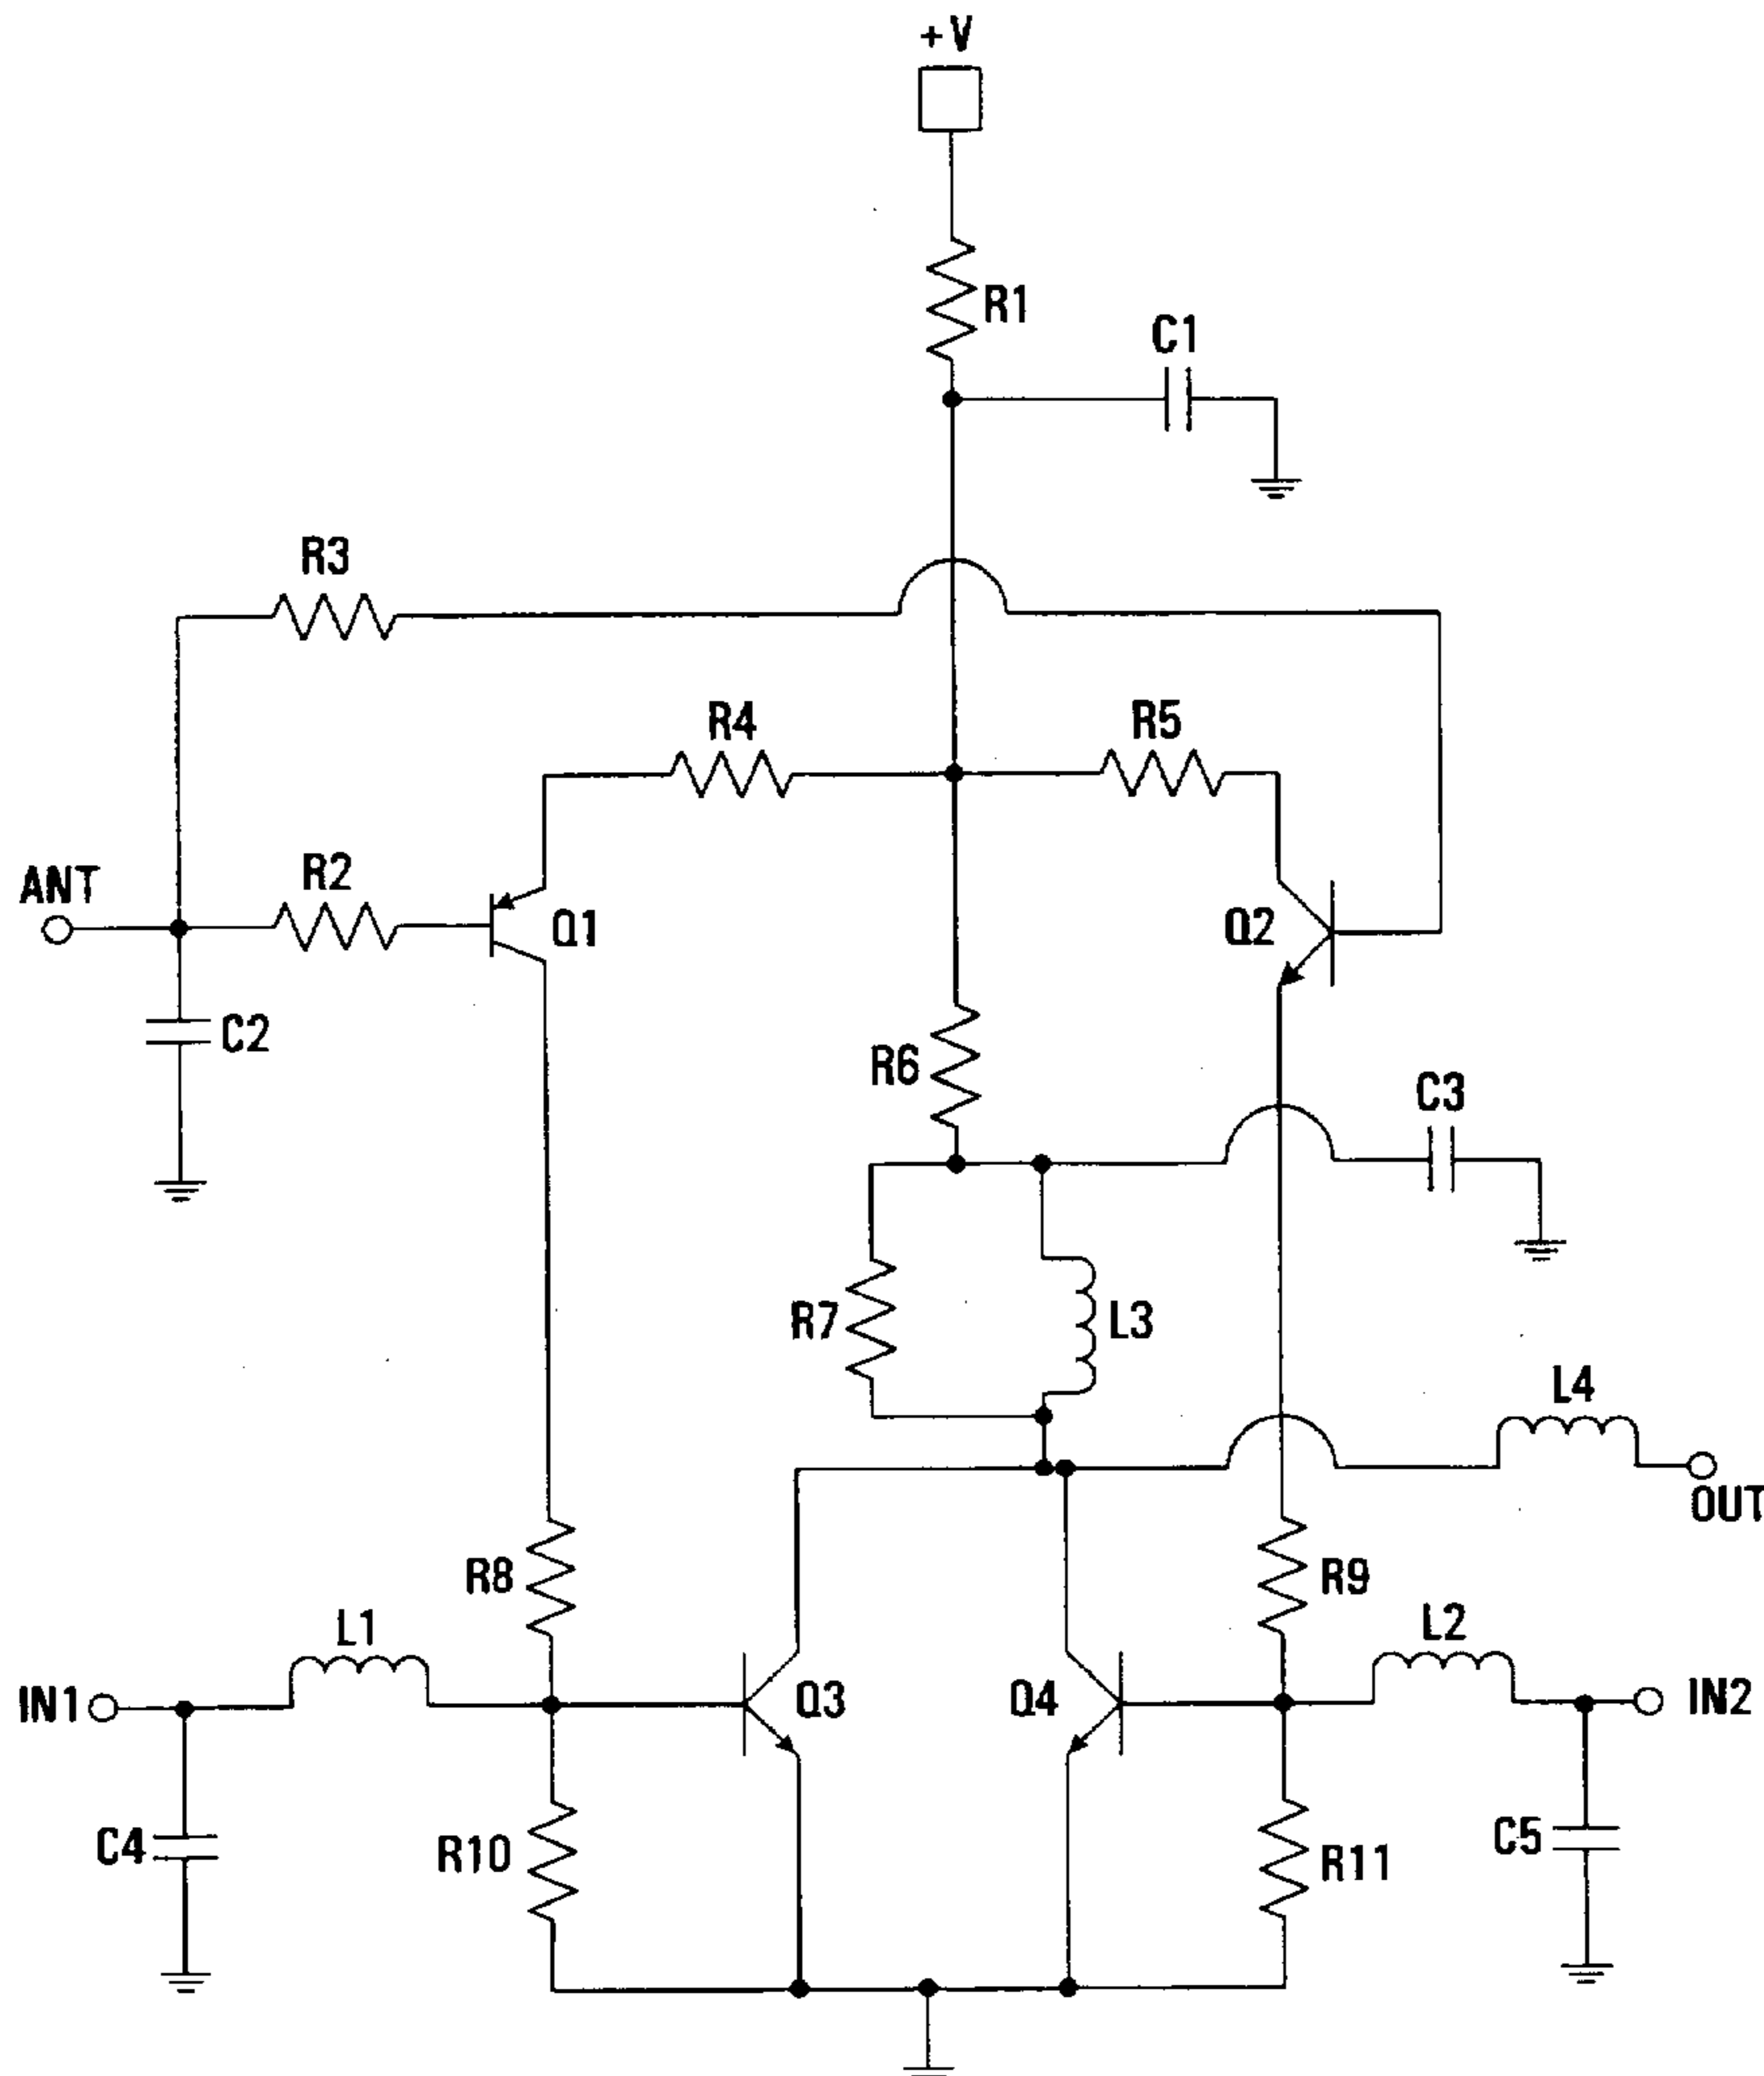 +V
R1
C1
R3
R4
R5
ANT
R2
Q1
Q2
C2
R6
C3
R7
L3
L4
OUT
R8
R9
L1
L2
IN1
Q3
Q4
IN2
C4
R10
C5
R11